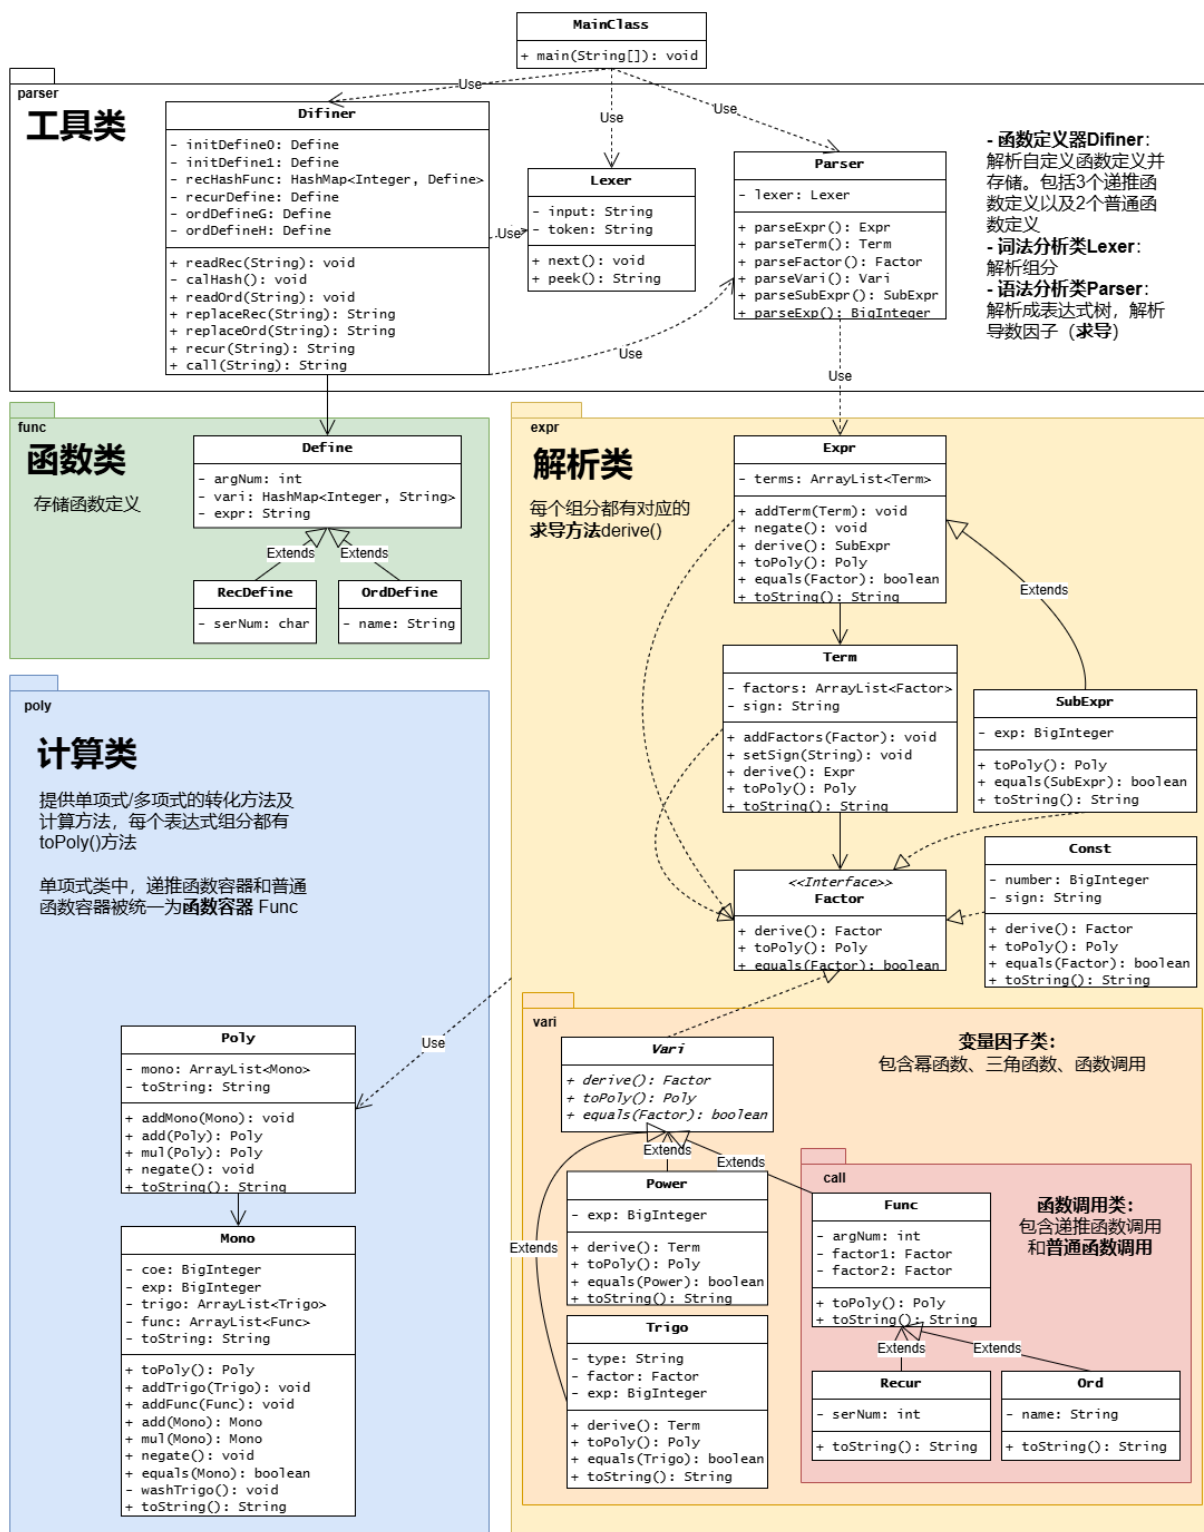 MainClass
+ main(String[]): void
Use
Use
Use
parser
工具类
Difiner
- initDefine0: Define
- initDefine1: Define
- recHashFunc: HashMap<Integer, Define>
- recurDefine: Define
- ordDefineG: Define
- ordDefineH: Define
+ readRec(String): void
- calHash(): void
+ readOrd(String): void
+ replaceRec(String): String
+ replaceOrd(String): String
+ recur(String): String
+ call(String): String
Use
Lexer
- input: String
- token: String
+ next(): void
+ peek(): String
Parser
- lexer: Lexer
+ parseExpr(): Expr
+ parseTerm(): Term
+ parseFactor(): Factor
+ parseVari(): Vari
+ parseSubExpr(): SubExpr
+ parseExp(): BigInteger
- 函数定义器Difiner：
解析自定义函数定义并
存储。包括3个递推函
数定义以及2个普通函
数定义
- 词法分析类Lexer：
解析组分
- 语法分析类Parser：
解析成表达式树，解析
导数因子（求导）
Use
Use
func
函数类
存储函数定义
Define
- argNum: int
- vari: HashMap<Integer, String>
- expr: String
Extends
Extends
RecDefine
- serNum: char
OrdDefine
- name: String
expr
解析类
每个组分都有对应的
求导方法derive()
Expr
- terms: ArrayList<Term>
+ addTerm(Term): void
+ negate(): void
+ derive(): SubExpr
+ toPoly(): Poly
+ equals(Factor): boolean
+ toString(): String
Extends
Term
- factors: ArrayList<Factor>
- sign: String
+ addFactors(Factor): void
+ setSign(String): void
+ derive(): Expr
+ toPoly(): Poly
+ toString(): String
SubExpr
- exp: BigInteger
+ toPoly(): Poly
+ equals(SubExpr): boolean
+ toString(): String
<<Interface>>
Factor
+ derive(): Factor
+ toPoly(): Poly
+ equals(Factor): boolean
Const
- number: BigInteger
- sign: String
+ derive(): Factor
+ toPoly(): Poly
+ equals(Factor): boolean
+ toString(): String
poly
计算类
提供单项式/多项式的转化方法及
计算方法，每个表达式组分都有
toPoly()方法
单项式类中，递推函数容器和普通
函数容器被统一为函数容器 Func
Use
Poly
- mono: ArrayList<Mono>
- toString: String
+ addMono(Mono): void
+ add(Poly): Poly
+ mul(Poly): Poly
+ negate(): void
+ toString(): String
Mono
- coe: BigInteger
- exp: BigInteger
- trigo: ArrayList<Trigo>
- func: ArrayList<Func>
- toString: String
+ toPoly(): Poly
+ addTrigo(Trigo): void
+ addFunc(Func): void
+ add(Mono): Mono
+ mul(Mono): Mono
+ negate(): void
+ equals(Mono): boolean
- washTrigo(): void
+ toString(): String
vari
变量因子类：
包含幂函数、三角函数、函数调用
Vari
+ derive(): Factor
+ toPoly(): Poly
+ equals(Factor): boolean
Extends
Extends
Extends
Power
- exp: BigInteger
+ derive(): Term
+ toPoly(): Poly
+ equals(Power): boolean
+ toString(): String
Trigo
- type: String
- factor: Factor
- exp: BigInteger
+ derive(): Term
+ toPoly(): Poly
+ equals(Trigo): boolean
+ toString(): String
call
函数调用类：
包含递推函数调用
和普通函数调用
Func
- argNum: int
- factor1: Factor
- factor2: Factor
+ toPoly(): Poly
+ toString(): String
Extends
Extends
Recur
- serNum: int
+ toString(): String
Ord
- name: String
+ toString(): String